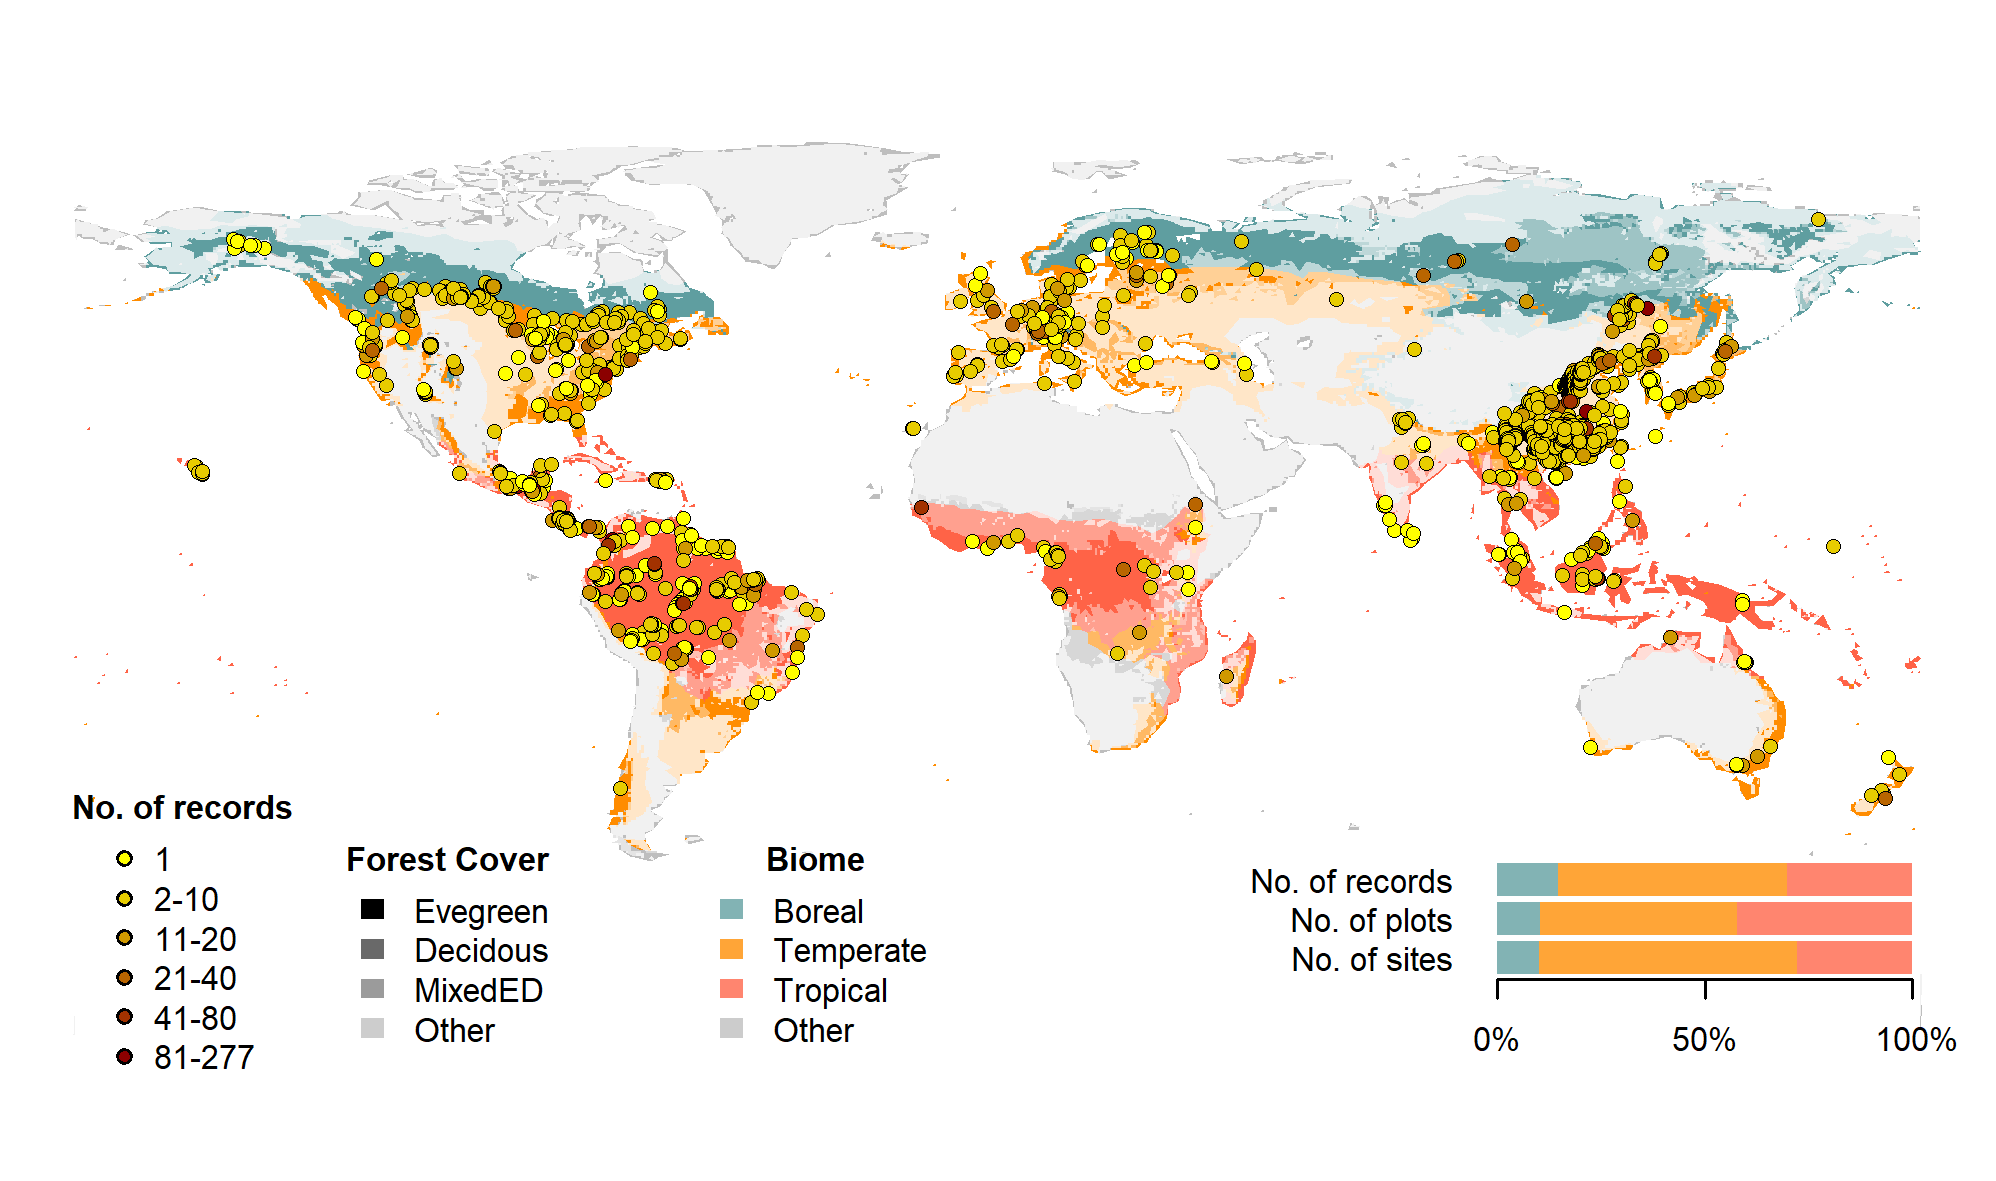 No. of records
1
2-10
11-20
21-40
41-80
81-277
Forest Cover
Evegreen
Decidous
MixedED
Other
Biome
Boreal
Temperate
Tropical
Other
No. of records
No. of plots
No. of sites
0%
50%
100%